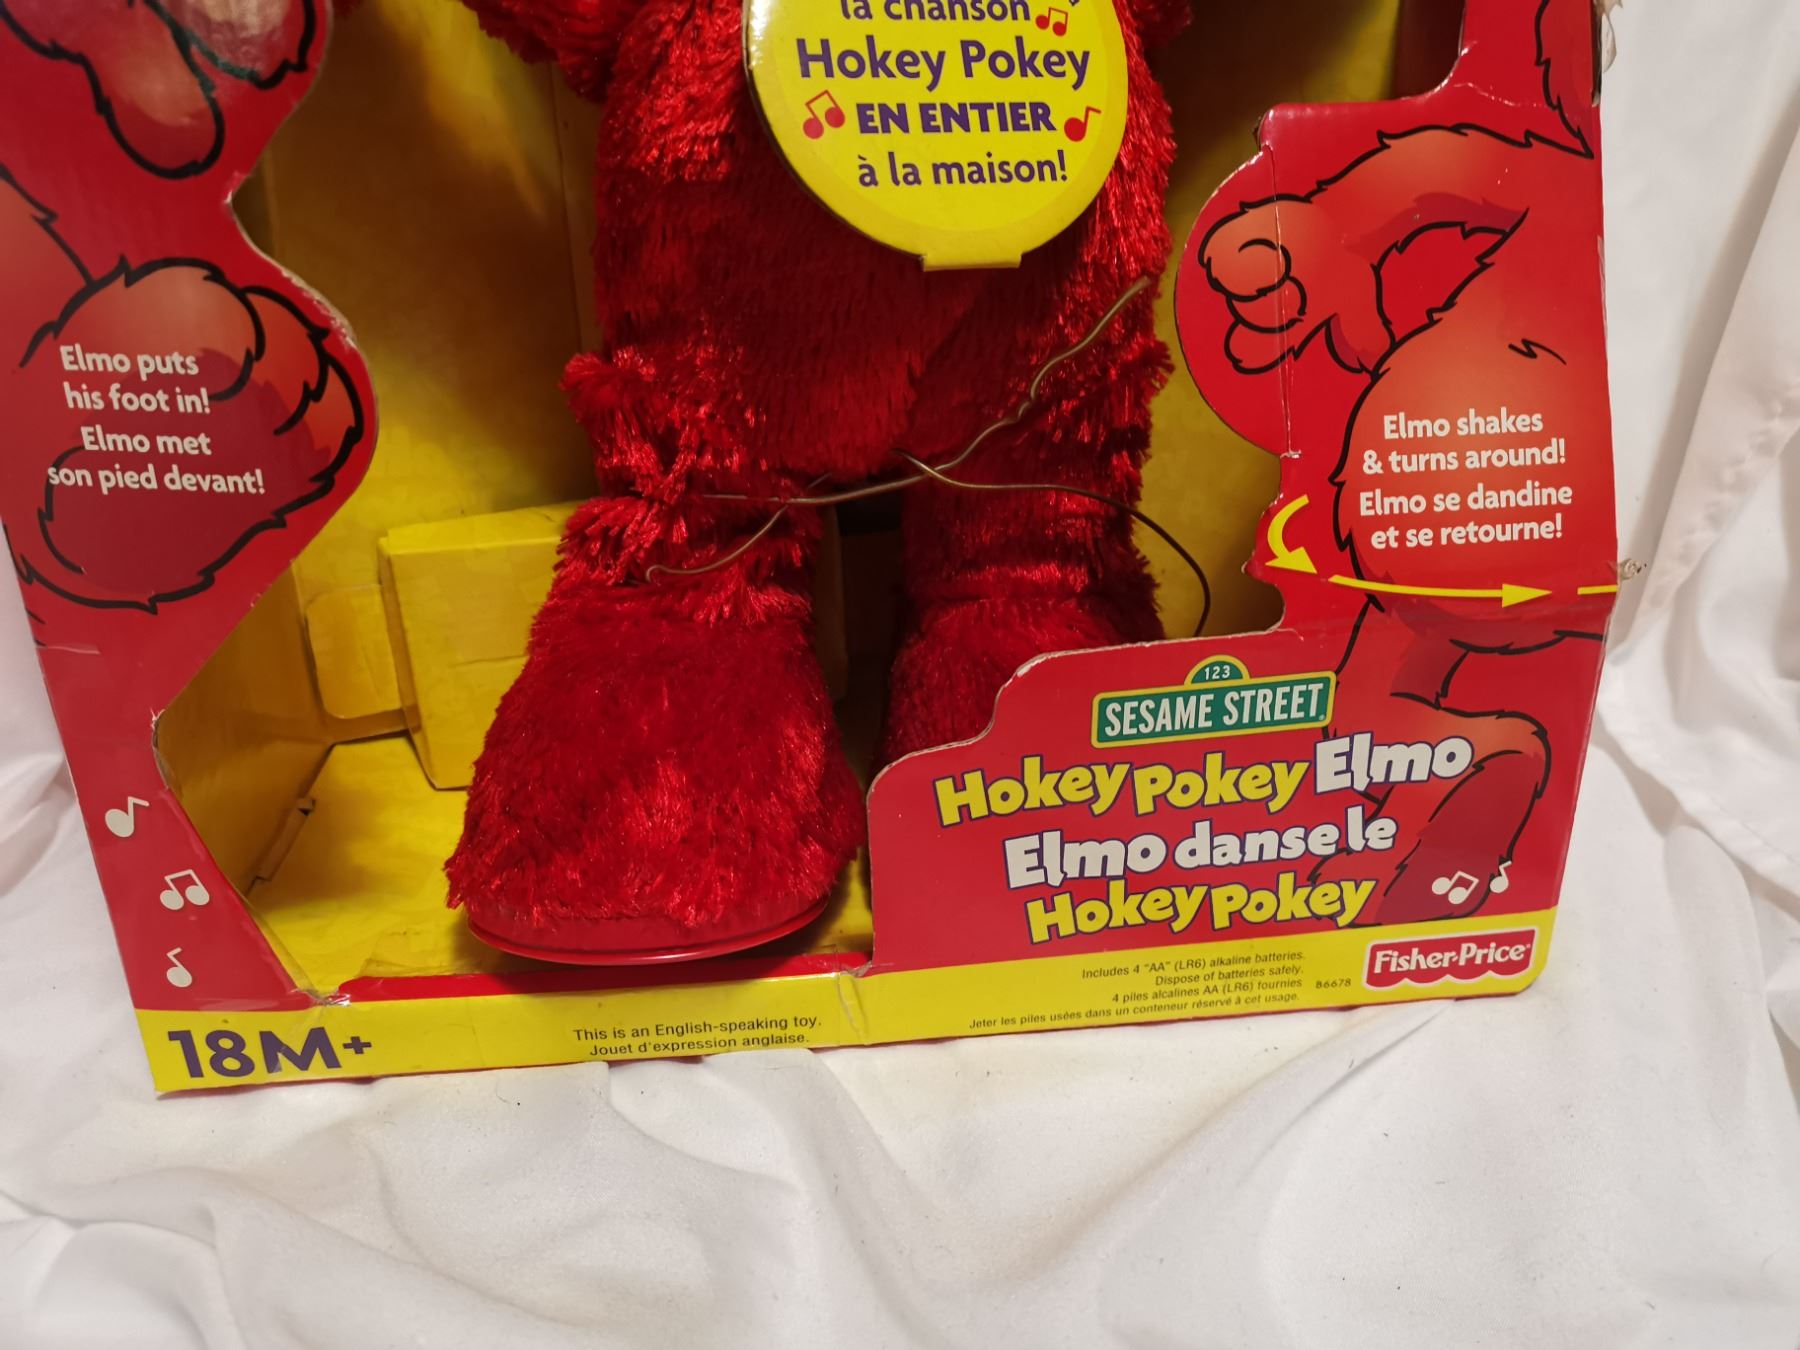 la chanson
Hokey Pokey
EN ENTIER
à la maison!
Elmo puts
his foot in!
Elmo met
son pied devant!
Elmo shakes
& turns around!
Elmo se dandine
et se retourne!
123
SESAME STREET
Hokey Pokey Elmo
Elmo danse le
Hokey Pokey
Includes 4 "AA" (LR6) alkaline batteries.
Dispose of batteries safely.
4 piles alcalines AA (LR6) fournies
Jeter les piles usées dans un conteneur réservé à cet usage.
B6678
Fisher-Price
18M+
This is an English-speaking toy.
Jouet d'expression anglaise.